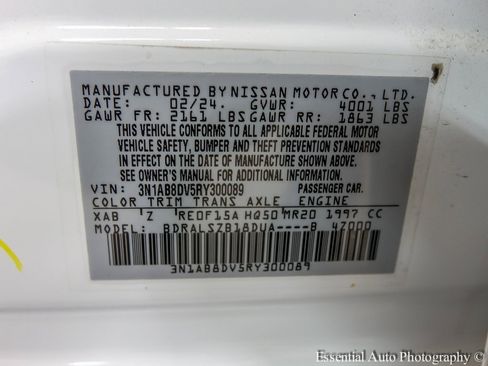 MANUFACTURED BY NISSAN MOTOR CO., LTD.
DATE: 02/24. GVWR: 4001 LBS
GAWR FR: 2161 LBS GAWR RR: 1863 LBS
THIS VEHICLE CONFORMS TO ALL APPLICABLE FEDERAL MOTOR
VEHICLE SAFETY, BUMPER AND THEFT PREVENTION STANDARDS
IN EFFECT ON THE DATE OF MANUFACTURE SHOWN ABOVE.
SEE OWNER'S MANUAL FOR ADDITIONAL INFORMATION.
VIN: 3N1AB8DV5RY300089 PASSENGER CAR.
COLOR TRIM TRANS AXLE ENGINE
XAB Z RE0F15A HQ50 MR20 1997 CC
MODEL: BDRALSZB18DUA----B 4Z000
3N1AB8DV5RY300089
Essential Auto Photography (C)